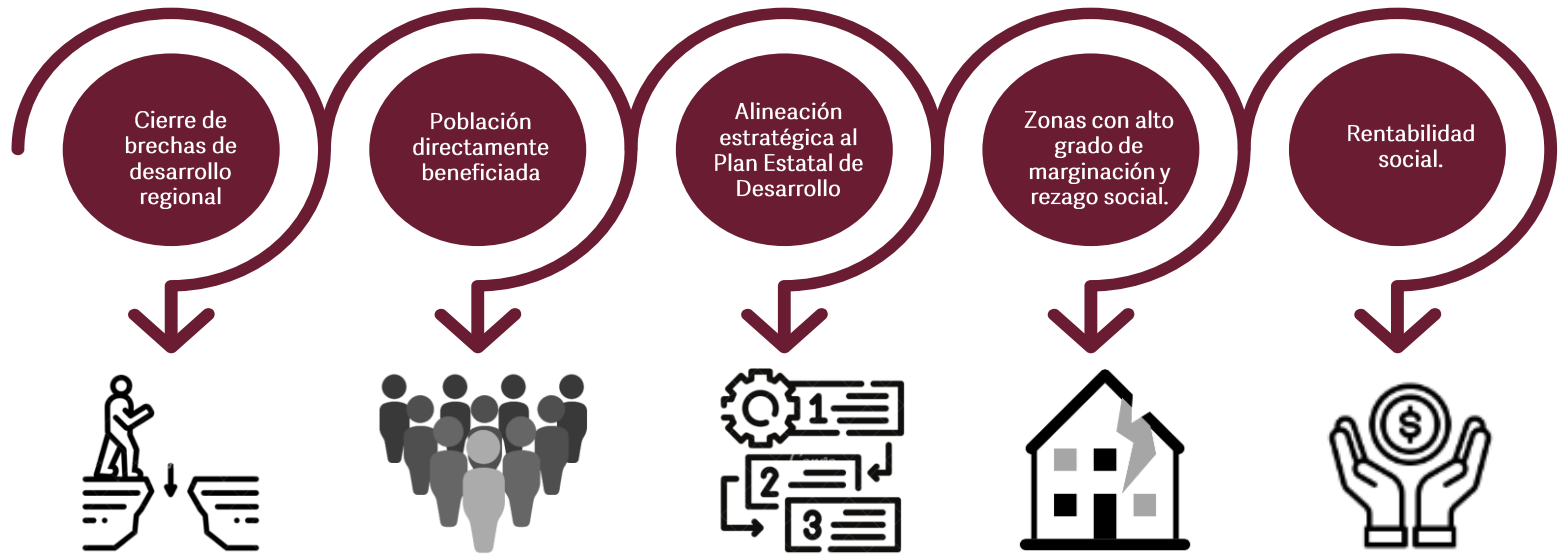 Cierre de
brechas de
desarrollo
regional
Población
directamente
beneficiada
Alineación
estratégica al
Plan Estatal de
Desarrollo
Zonas con alto
grado de
marginación y
rezago social.
Rentabilidad
social.
1
2
3
$